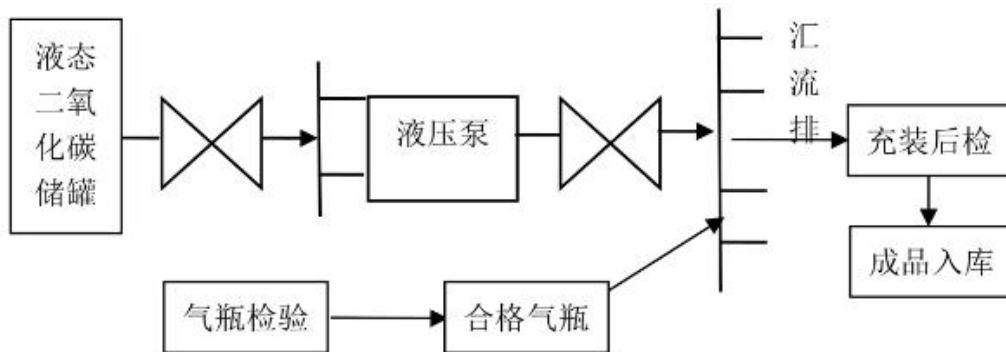 液态
二氧
化碳
储罐
液压泵
汇
流
排
充装后检
成品入库
气瓶检验
合格气瓶